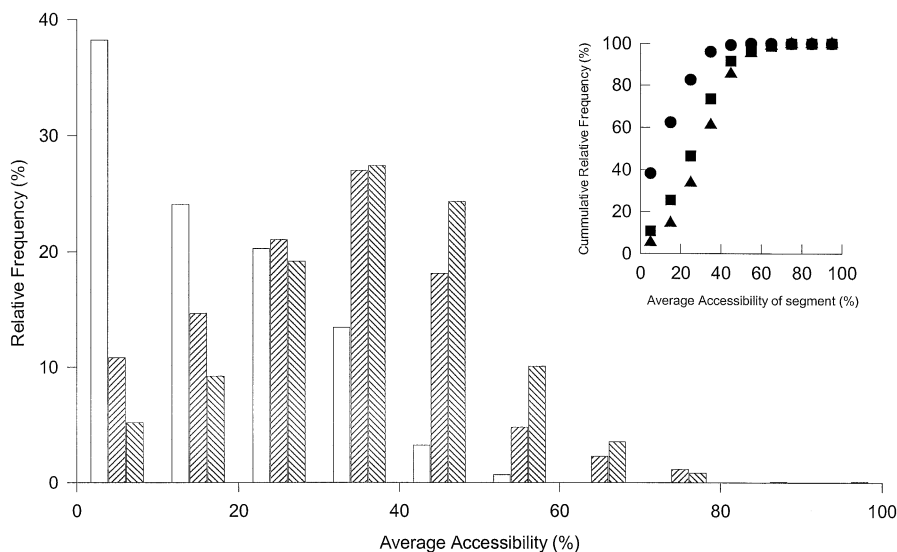 40
30
20
10
0
Relative Frequency (%)
0 20 40 60 80 100
Average Accessibility (%)
100
80
60
40
20
0
Cummulative Relative Frequency (%)
0 20 40 60 80 100
Average Accessibility of segment (%)